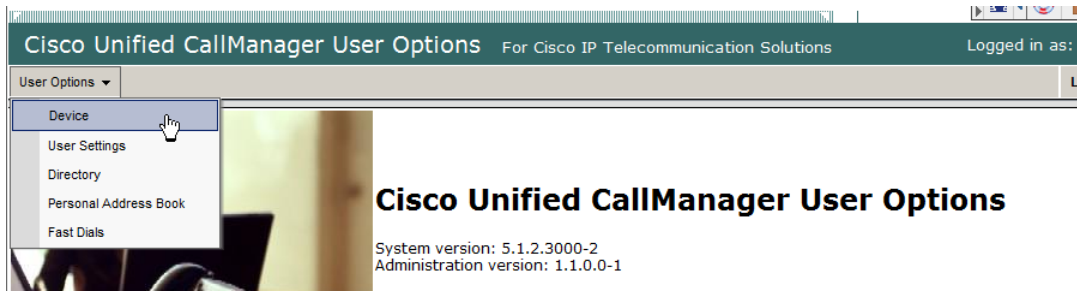 Cisco Unified CallManager User Options For Cisco IP Telecommunication Solutions Logged in as:
User Options
Device
User Settings
Directory
Personal Address Book
Fast Dials
Cisco Unified CallManager User Options
System version: 5.1.2.3000-2
Administration version: 1.1.0.0-1